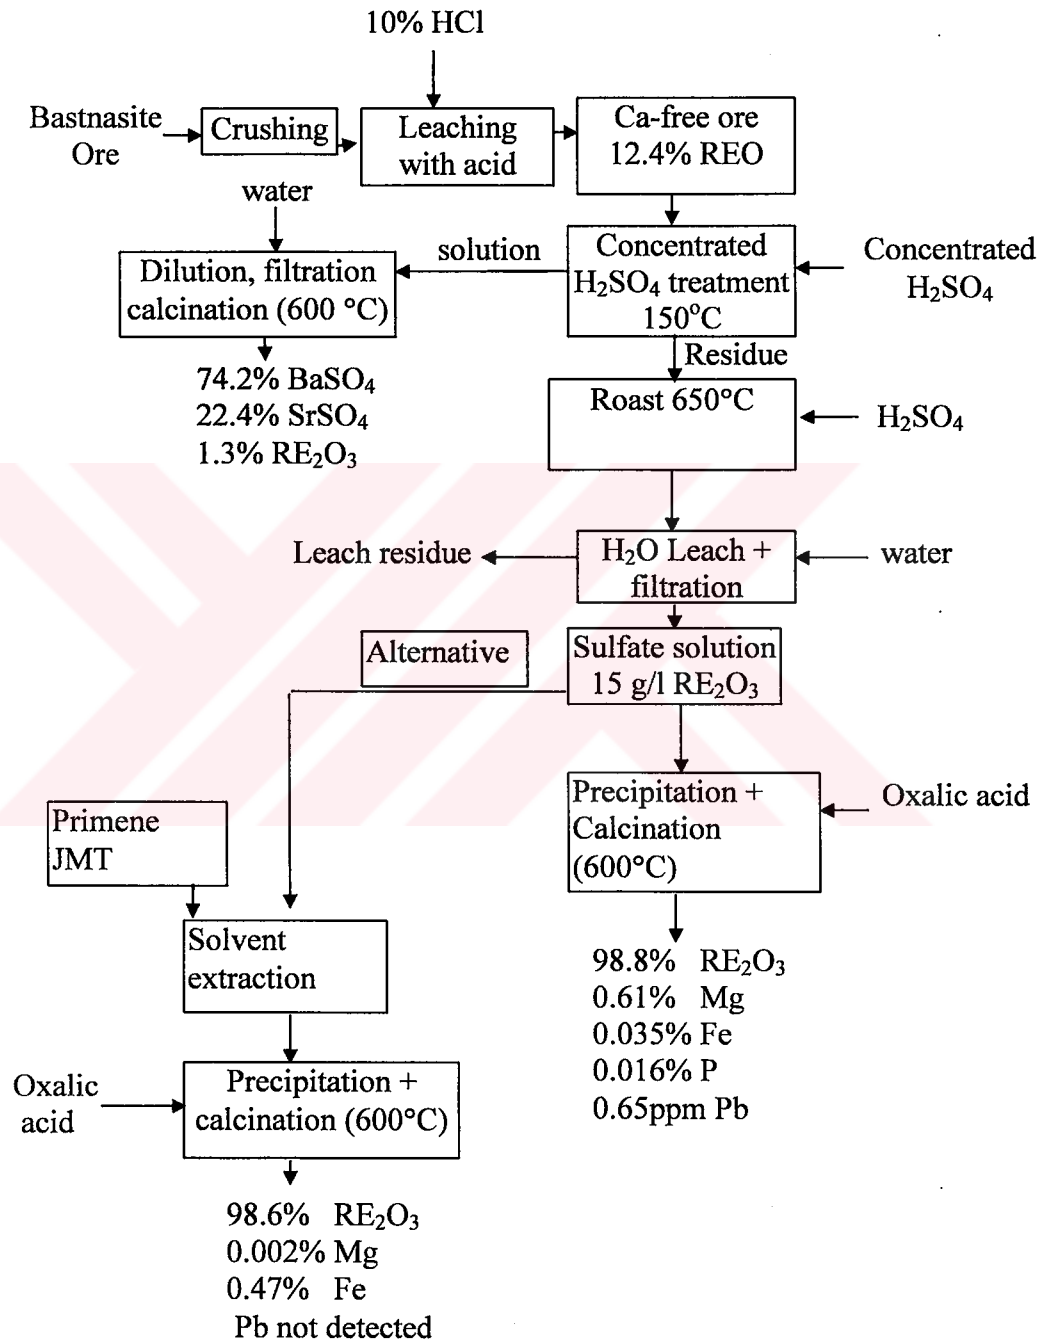 10% HCl
Bastnasite
Ore
Crushing
Leaching
with acid
Ca-free ore
12.4% REO
water
Dilution, filtration
calcination (600 °C)
solution
Concentrated
H₂SO₄ treatment
150°C
Concentrated
H₂SO₄
74.2% BaSO₄
22.4% SrSO₄
1.3% RE₂O₃
Residue
Roast 650°C
H₂SO₄
Leach residue
H₂O Leach +
filtration
water
Alternative
Sulfate solution
15 g/l RE₂O₃
Precipitation +
Calcination
(600°C)
Oxalic acid
Primene
JMT
Solvent
extraction
98.8% RE₂O₃
0.61% Mg
0.035% Fe
0.016% P
0.65ppm Pb
Oxalic
acid
Precipitation +
calcination (600°C)
98.6% RE₂O₃
0.002% Mg
0.47% Fe
Pb not detected